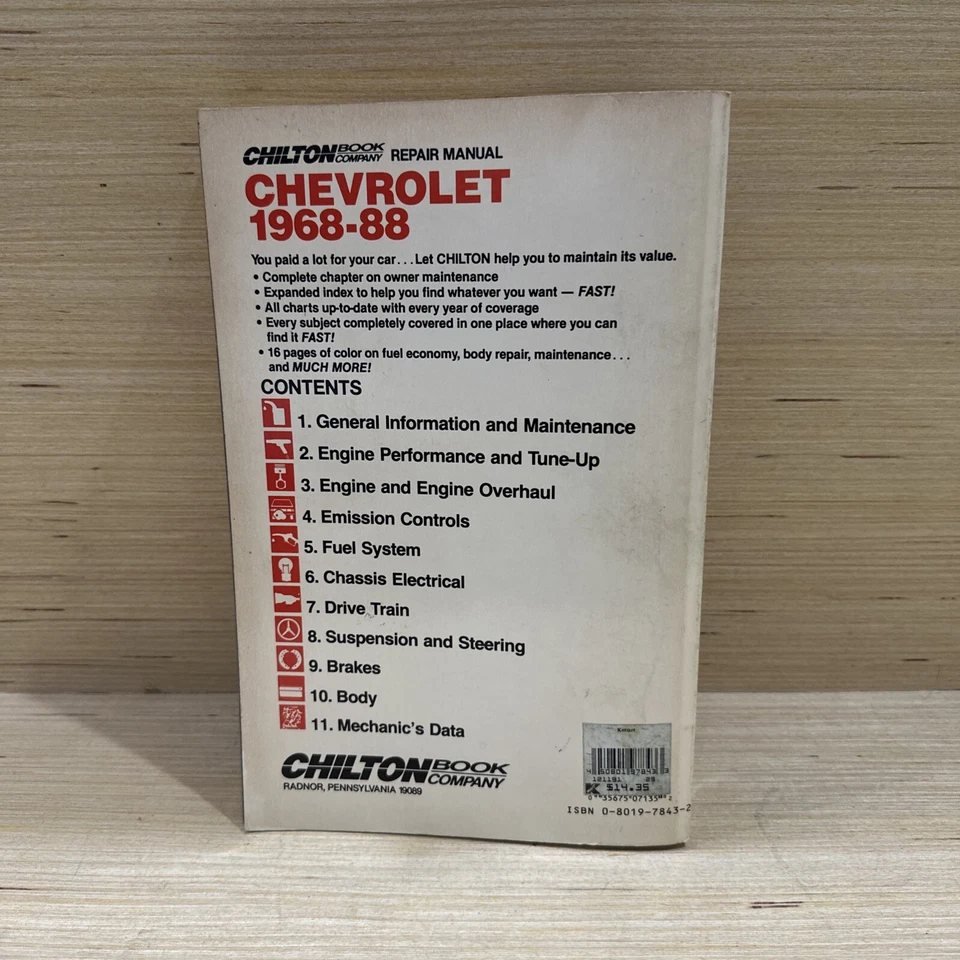 CHILTON BOOK COMPANY REPAIR MANUAL
CHEVROLET
1968-88
You paid a lot for your car...Let CHILTON help you to maintain its value.
• Complete chapter on owner maintenance
• Expanded index to help you find whatever you want — FAST!
• All charts up-to-date with every year of coverage
• Every subject completely covered in one place where you can
find it FAST!
• 16 pages of color on fuel economy, body repair, maintenance...
and MUCH MORE!
CONTENTS
1. General Information and Maintenance
2. Engine Performance and Tune-Up
3. Engine and Engine Overhaul
4. Emission Controls
5. Fuel System
6. Chassis Electrical
7. Drive Train
8. Suspension and Steering
9. Brakes
10. Body
11. Mechanic's Data
CHILTON BOOK COMPANY
RADNOR, PENNSYLVANIA 19089
K-mart
101191 09
K $14.35
ISBN 0-8019-7843-2